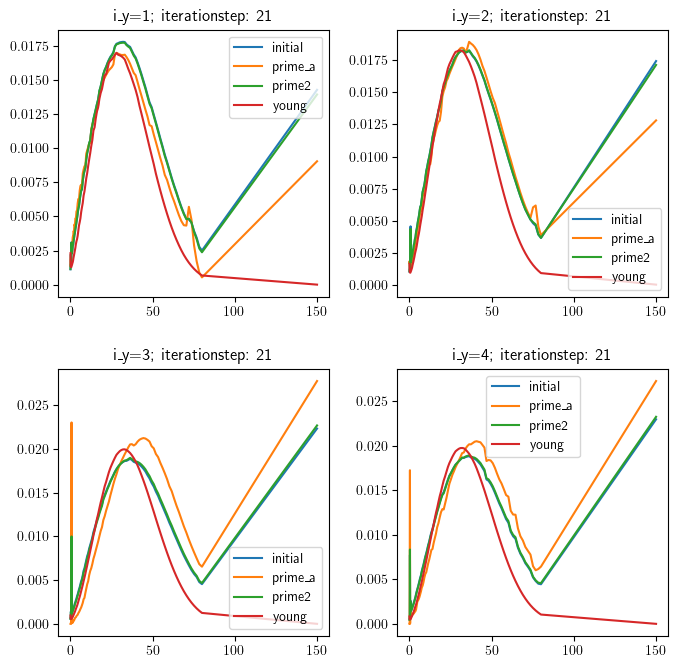 i_y=1; iterationstep: 21
0.0175
0.0150
0.0125
0.0100
0.0075
0.0050
0.0025
0.0000
0
50
100
150
initial
prime_a
prime2
young
i_y=2; iterationstep: 21
0.0175
0.0150
0.0125
0.0100
0.0075
0.0050
0.0025
0.0000
0
50
100
150
initial
prime_a
prime2
young
i_y=3; iterationstep: 21
0.025
0.020
0.015
0.010
0.005
0.000
0
50
100
150
initial
prime_a
prime2
young
i_y=4; iterationstep: 21
0.025
0.020
0.015
0.010
0.005
0.000
0
50
100
150
initial
prime_a
prime2
young